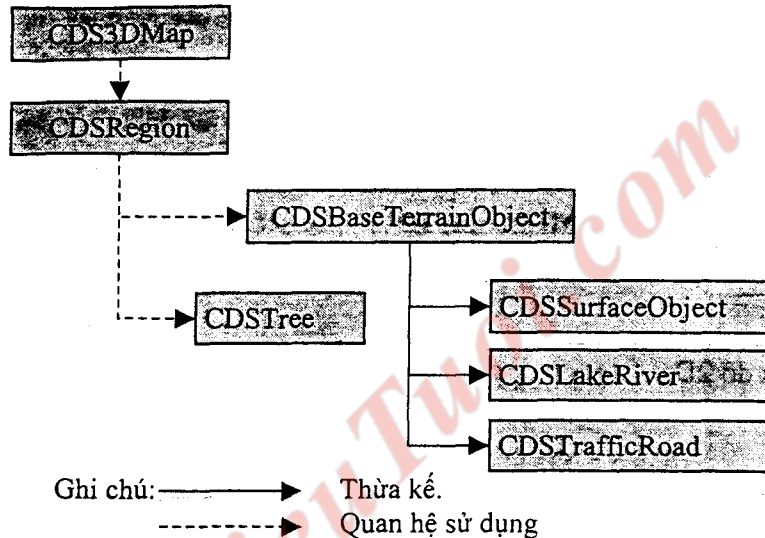 CDS3DMap
CDSRegion
CDSBaseTerrainObject
CDSTree
CDSSurfaceObject
CDSLakeRiver
CDSTrafficRoad
Ghi chú: Thừa kế.
Quan hệ sử dụng